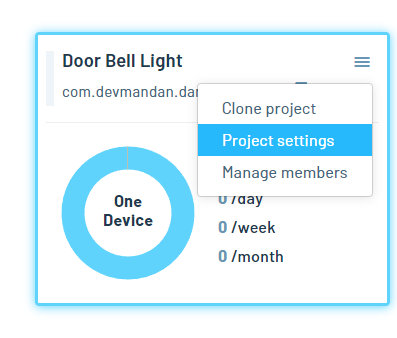 Door Bell Light
com.devmandan.dar
Clone project
Project settings
Manage members
One
Device
0 /day
0 /week
0 /month